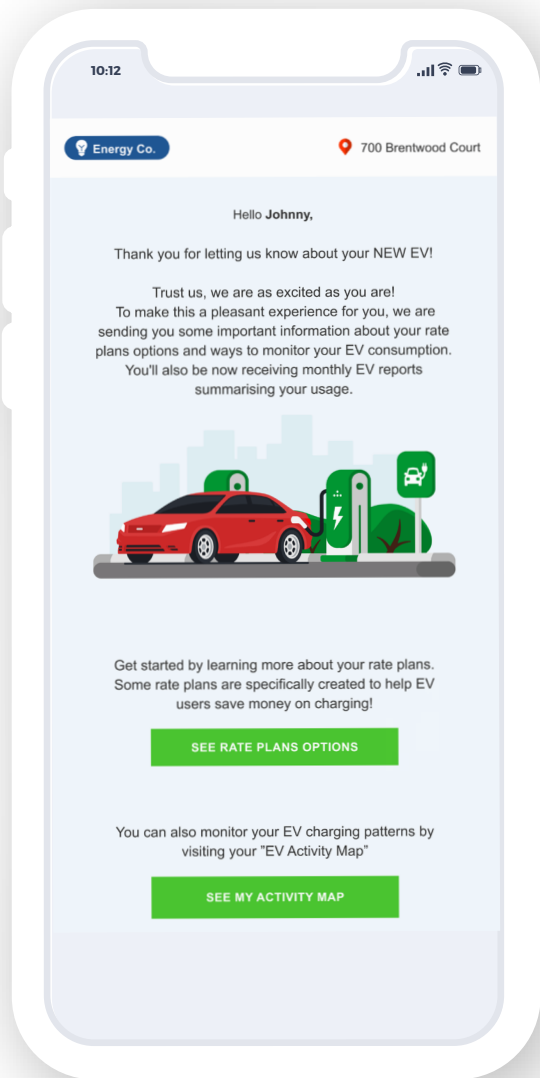 10:12
Energy Co.
700 Brentwood Court
Hello Johnny,
Thank you for letting us know about your NEW EV!
Trust us, we are as excited as you are!
To make this a pleasant experience for you, we are
sending you some important information about your rate
plans options and ways to monitor your EV consumption.
You'll also be now receiving monthly EV reports
summarising your usage.
Get started by learning more about your rate plans.
Some rate plans are specifically created to help EV
users save money on charging!
SEE RATE PLANS OPTIONS
You can also monitor your EV charging patterns by
visiting your ”EV Activity Map”
SEE MY ACTIVITY MAP